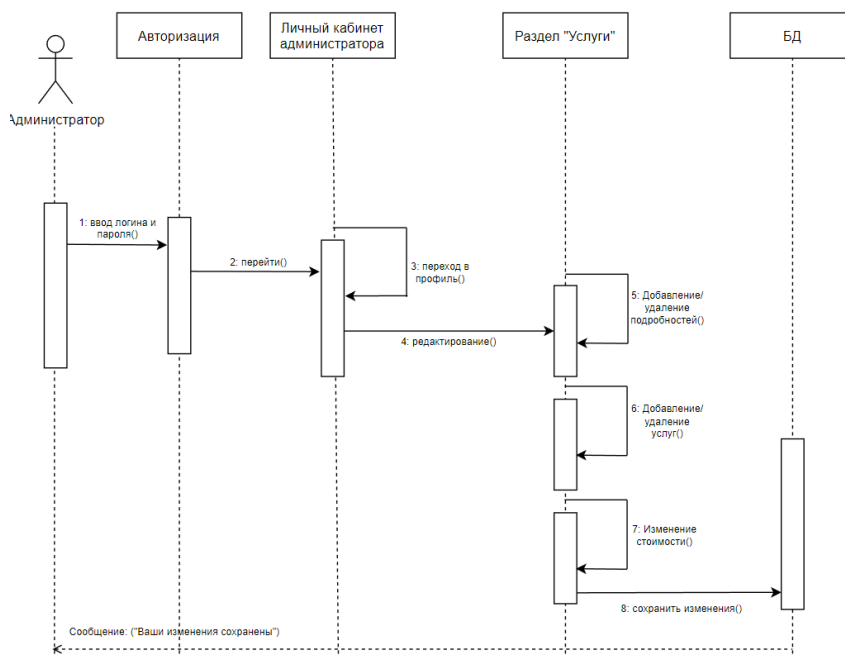 Авторизация
Личный кабинет
администратора
Раздел "Услуги"
БД
Администратор
1: ввод логина и
пароля()
2: перейти()
3: переход в
профиль()
4: редактирование()
5: Добавление/
удаление
подробностей()
6: Добавление/
удаление
услуг()
7: Изменение
стоимости()
8: сохранить изменения()
Сообщение: ("Ваши изменения сохранены")